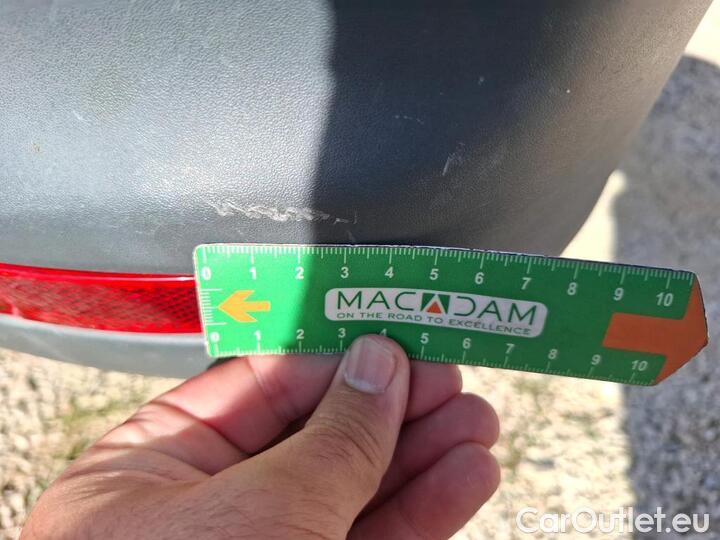 0 1 2 3 4 5 6 7 8 9 10
MACADAM
ON THE ROAD TO EXCELLENCE
0 1 2 3 4 5 6 7 8 9 10
CarOutlet.eu